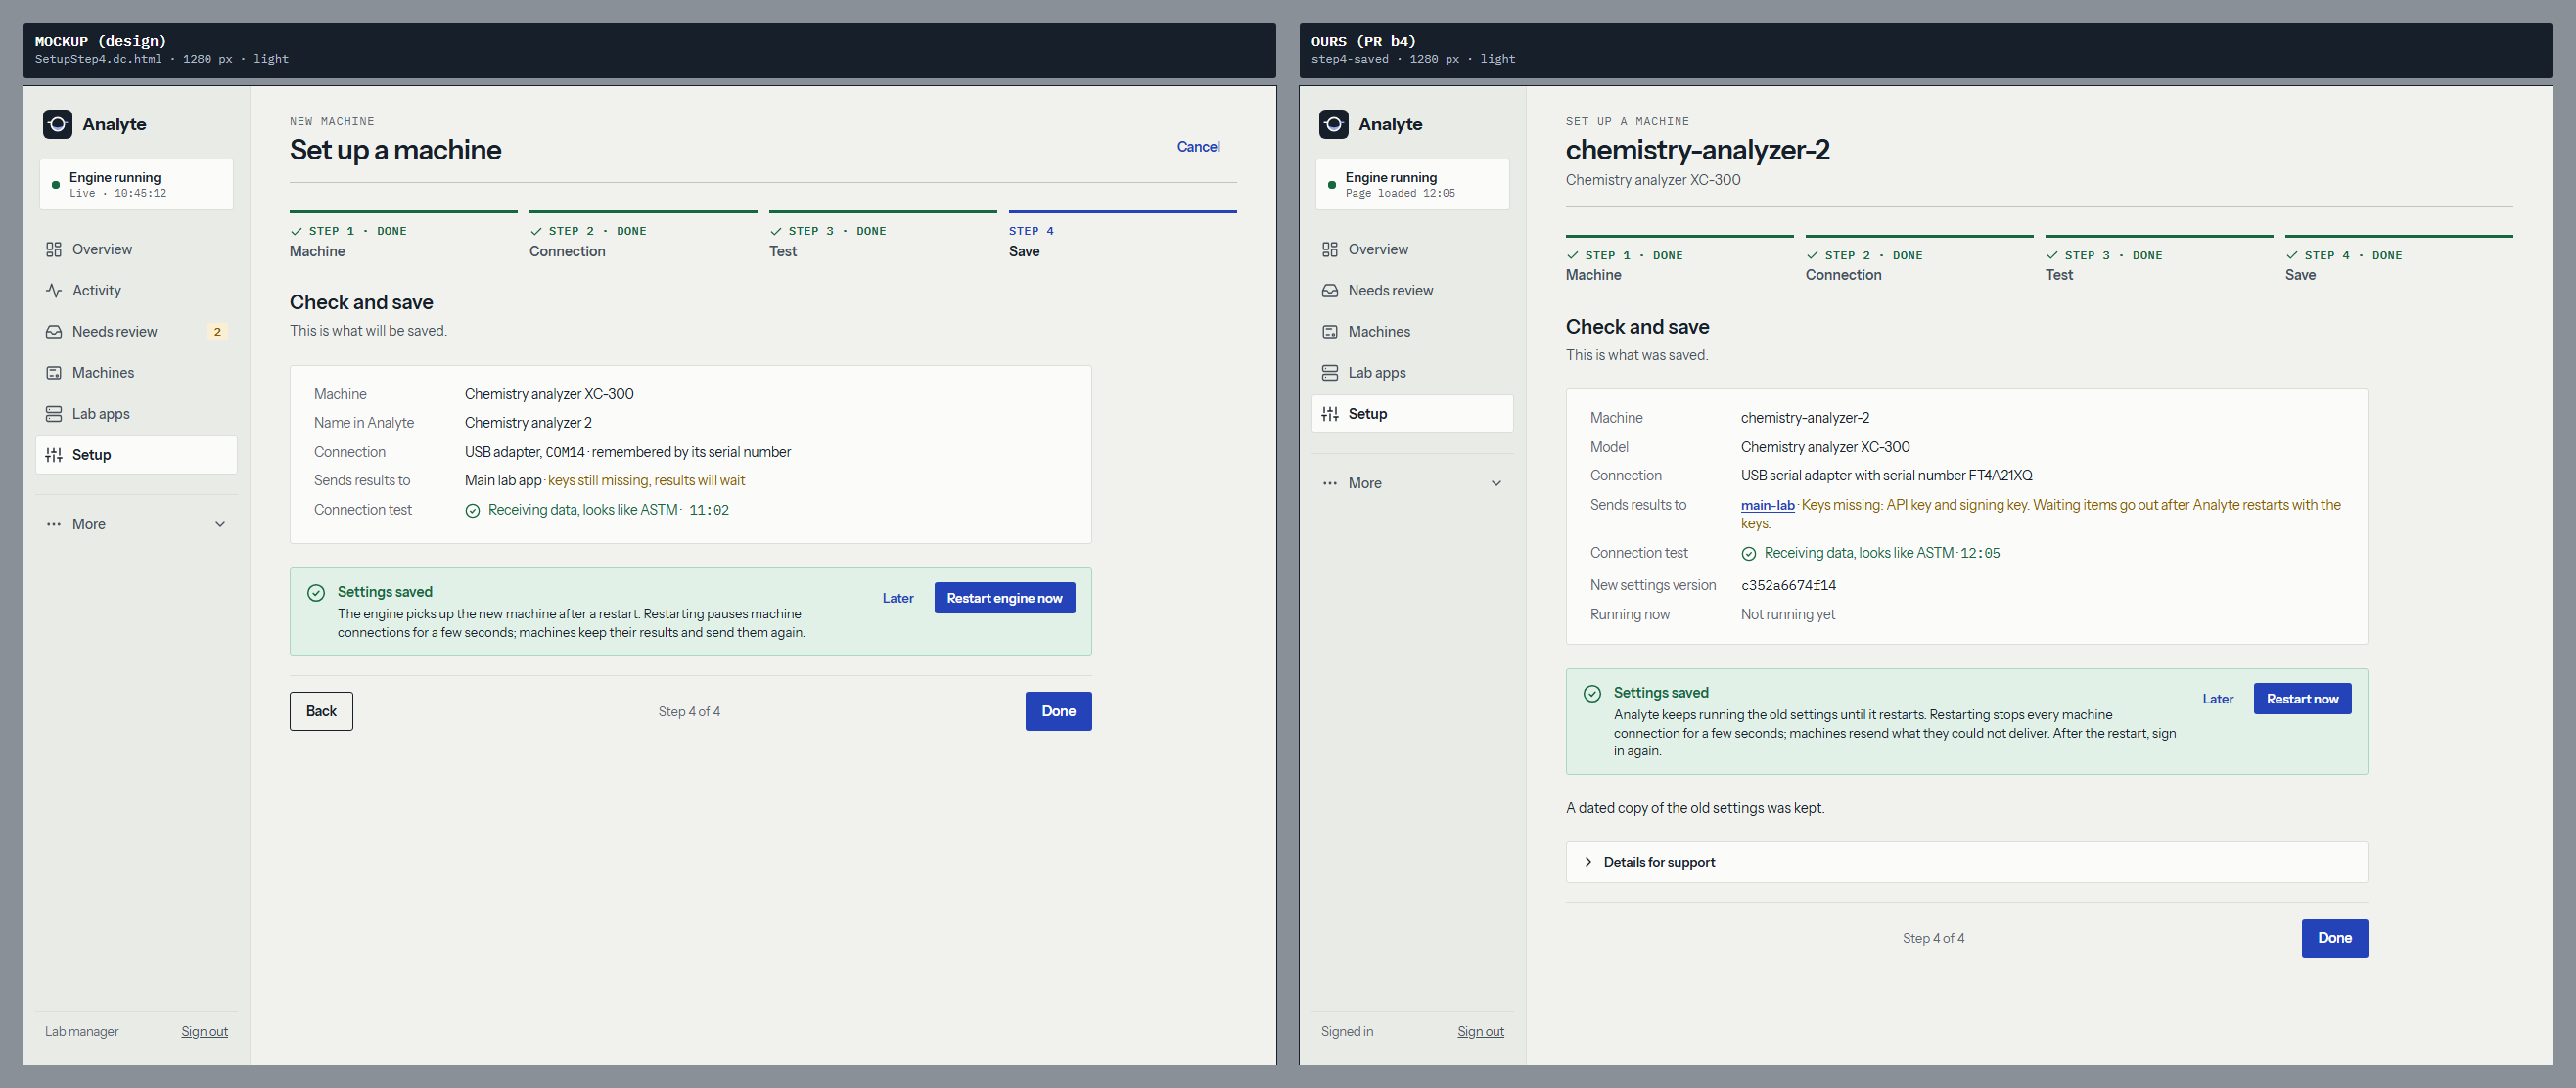 MOCKUP (design)
SetupStep4.dc.html · 1280 px · light
Analyte
Engine running
Live · 10:45:12
Overview
Activity
Needs review 2
Machines
Lab apps
Setup
More
Lab manager Sign out
NEW MACHINE
Set up a machine
Cancel
STEP 1 · DONE
Machine
STEP 2 · DONE
Connection
STEP 3 · DONE
Test
STEP 4
Save
Check and save
This is what will be saved.
Machine Chemistry analyzer XC-300
Name in Analyte Chemistry analyzer 2
Connection USB adapter, COM14 · remembered by its serial number
Sends results to Main lab app · keys still missing, results will wait
Connection test Receiving data, looks like ASTM · 11:02
Settings saved
The engine picks up the new machine after a restart. Restarting pauses machine
connections for a few seconds; machines keep their results and send them again.
Later Restart engine now
Back Step 4 of 4 Done
OURS (PR b4)
step4-saved · 1280 px · light
Analyte
Engine running
Page loaded 12:05
Overview
Needs review
Machines
Lab apps
Setup
More
Signed in Sign out
SET UP A MACHINE
chemistry-analyzer-2
Chemistry analyzer XC-300
STEP 1 · DONE
Machine
STEP 2 · DONE
Connection
STEP 3 · DONE
Test
STEP 4 · DONE
Save
Check and save
This is what was saved.
Machine chemistry-analyzer-2
Model Chemistry analyzer XC-300
Connection USB serial adapter with serial number FT4A21XQ
Sends results to main-lab · Keys missing: API key and signing key. Waiting items go out after Analyte restarts with the
keys.
Connection test Receiving data, looks like ASTM · 12:05
New settings version c352a6674f14
Running now Not running yet
Settings saved
Analyte keeps running the old settings until it restarts. Restarting stops every machine
connection for a few seconds; machines resend what they could not deliver. After the restart, sign
in again.
Later Restart now
A dated copy of the old settings was kept.
Details for support
Step 4 of 4 Done